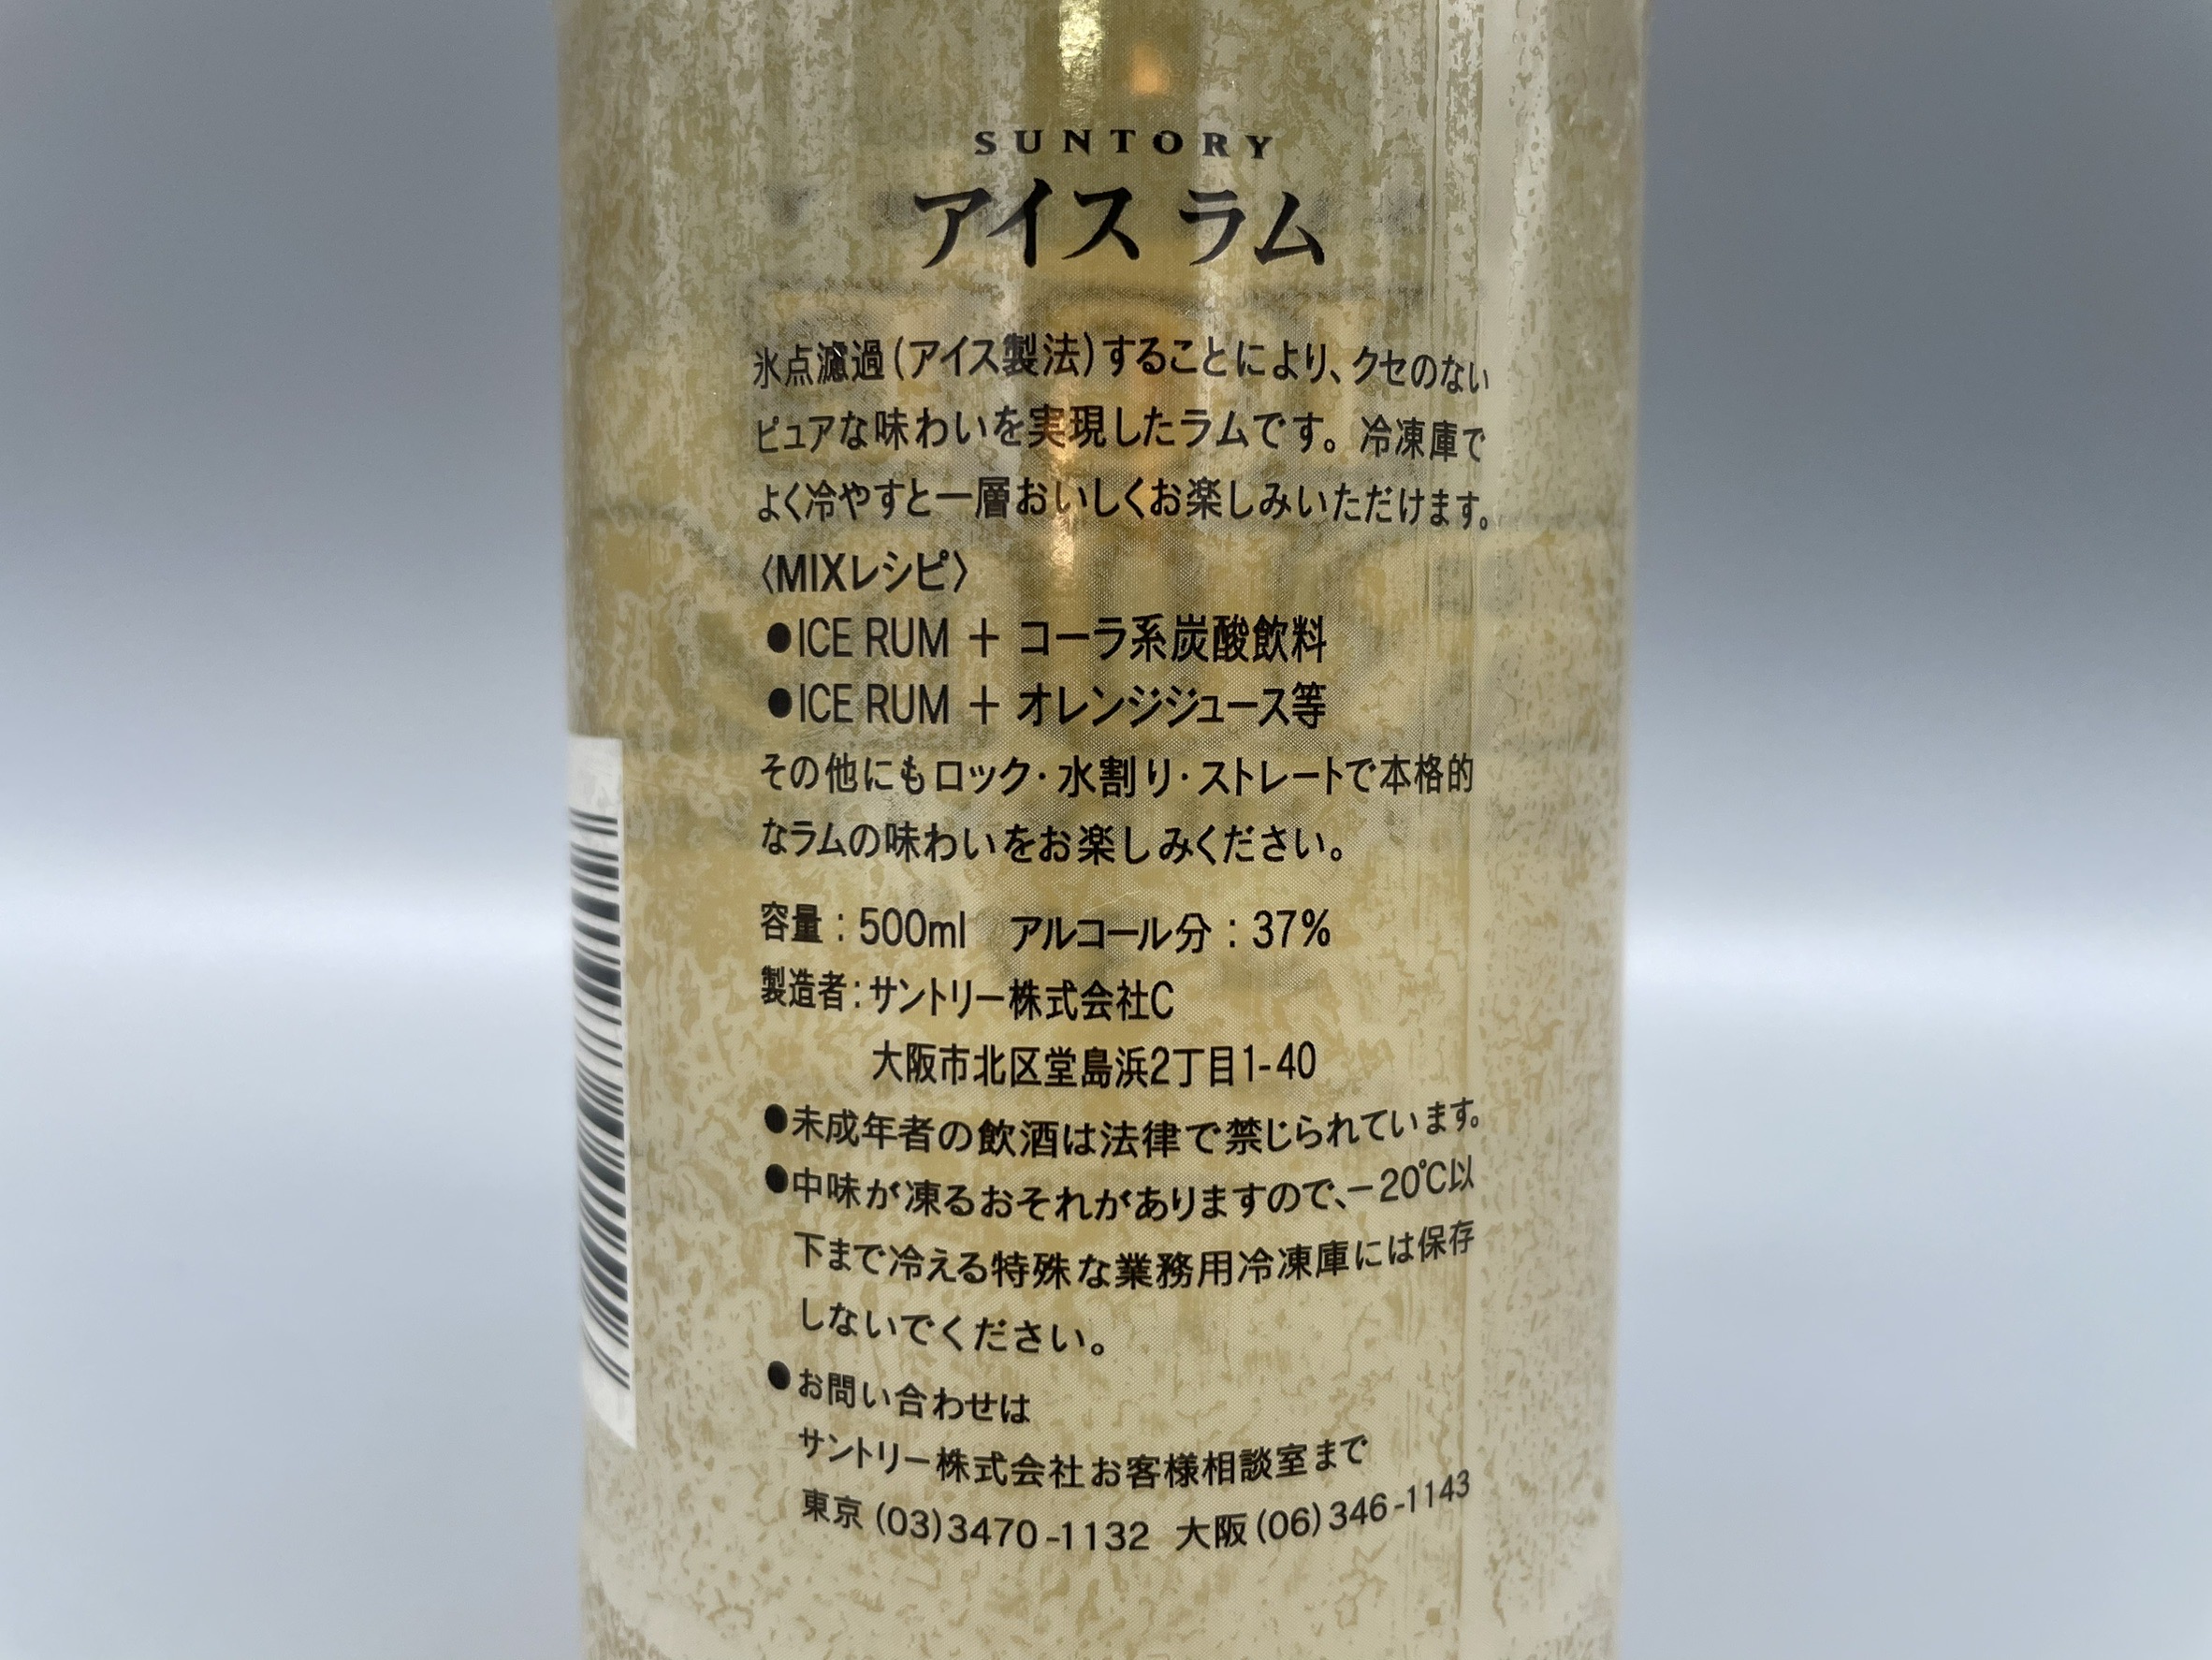 SUNTORY
アイス ラム
氷点濾過(アイス製法)することにより、クセのない
ピュアな味わいを実現したラムです。冷凍庫で
よく冷やすと一層おいしくお楽しみいただけます。
〈MIXレシピ〉
●ICE RUM ＋ コーラ系炭酸飲料
●ICE RUM ＋ オレンジジュース等
その他にもロック・水割り・ストレートで本格的
なラムの味わいをお楽しみください。
容量：500ml アルコール分：37%
製造者：サントリー株式会社C
大阪市北区堂島浜2丁目1-40
●未成年者の飲酒は法律で禁じられています。
●中味が凍るおそれがありますので、－20℃以
下まで冷える特殊な業務用冷凍庫には保存
しないでください。
●お問い合わせは
サントリー株式会社お客様相談室まで
東京(03)3470-1132 大阪(06)346-1143